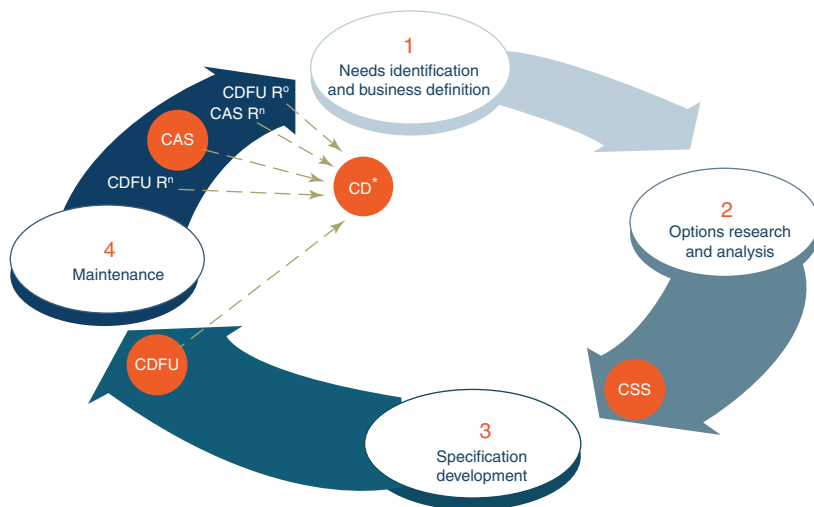 1
Needs identification
and business definition
CDFU Rº
CAS Rⁿ
CAS
CDFU Rⁿ
CD*
2
Options research
and analysis
4
Maintenance
CDFU
CSS
3
Specification
development